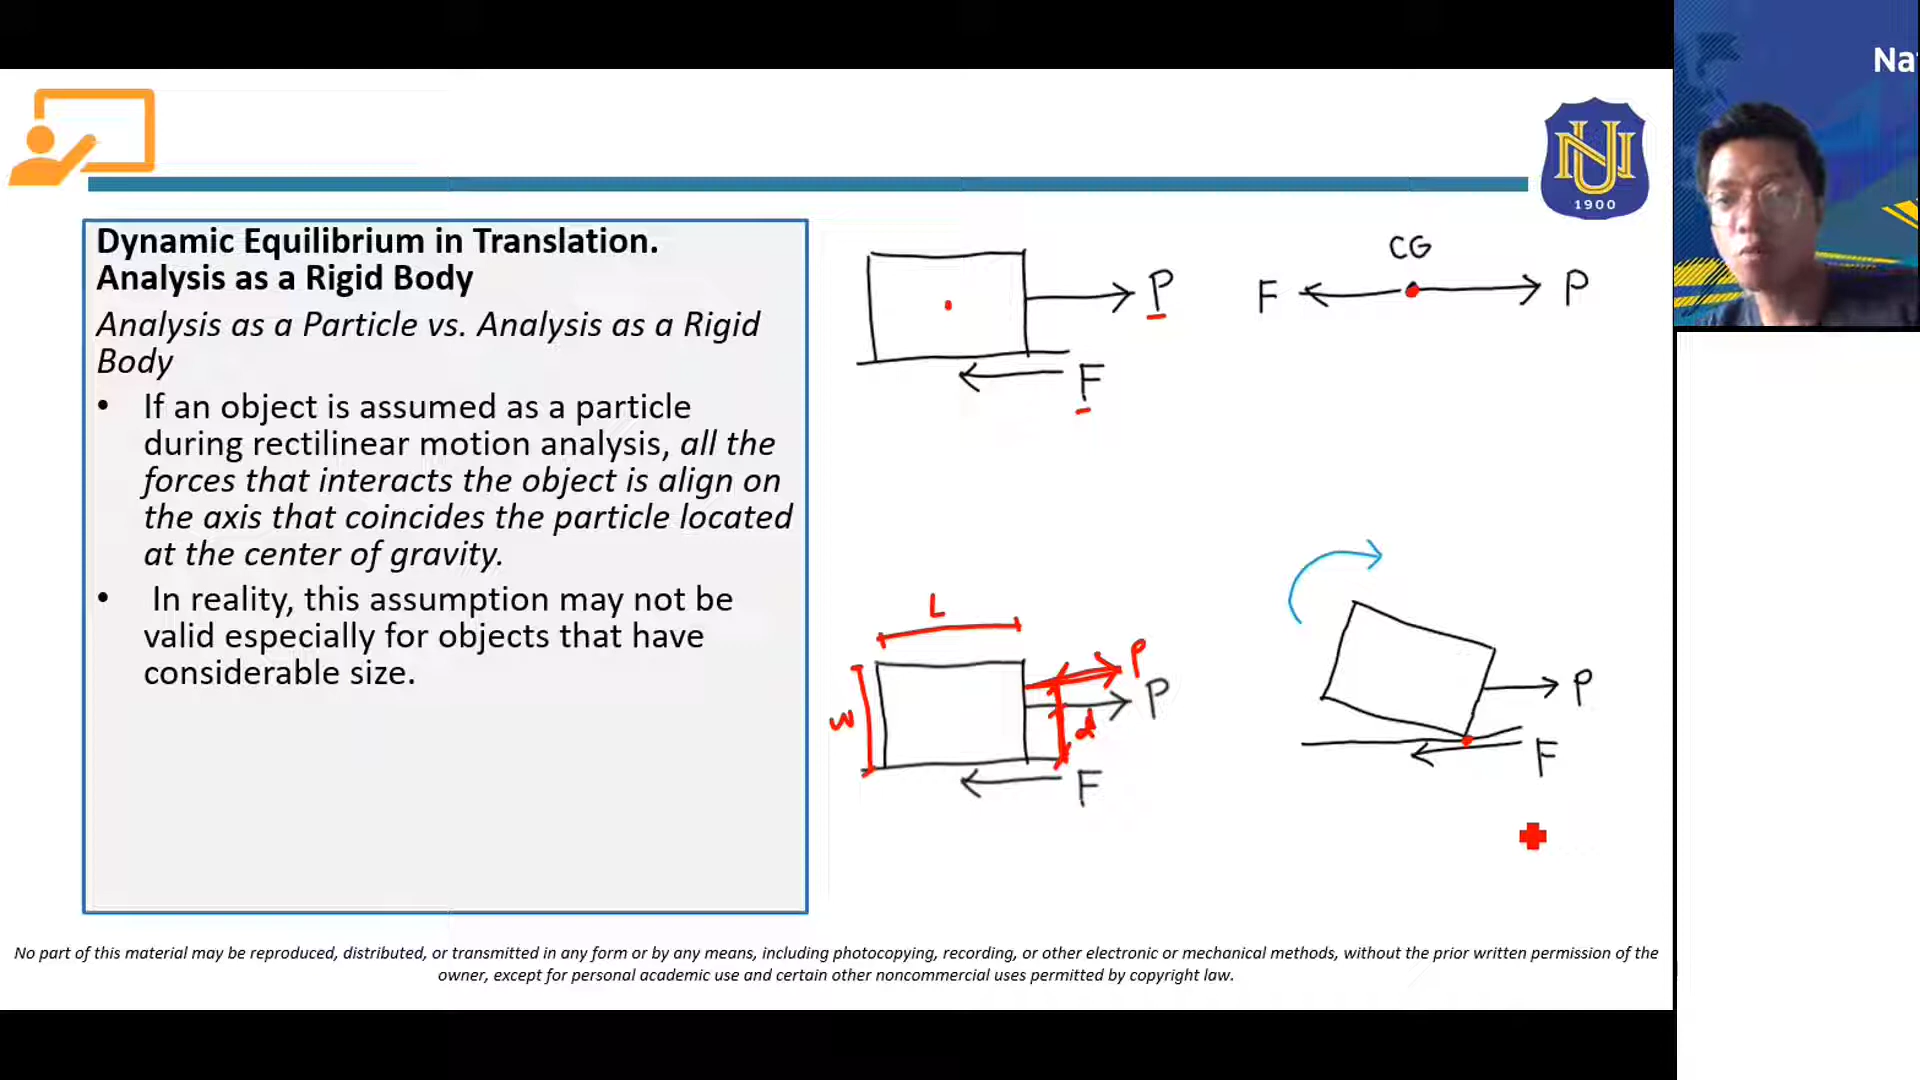 Na
NU
1900
Dynamic Equilibrium in Translation.
Analysis as a Rigid Body
Analysis as a Particle vs. Analysis as a Rigid
Body
• If an object is assumed as a particle
during rectilinear motion analysis, all the
forces that interacts the object is align on
the axis that coincides the particle located
at the center of gravity.
• In reality, this assumption may not be
valid especially for objects that have
considerable size.
P
F
CG
F
P
L
W
P
P
d
F
P
F
No part of this material may be reproduced, distributed, or transmitted in any form or by any means, including photocopying, recording, or other electronic or mechanical methods, without the prior written permission of the
owner, except for personal academic use and certain other noncommercial uses permitted by copyright law.